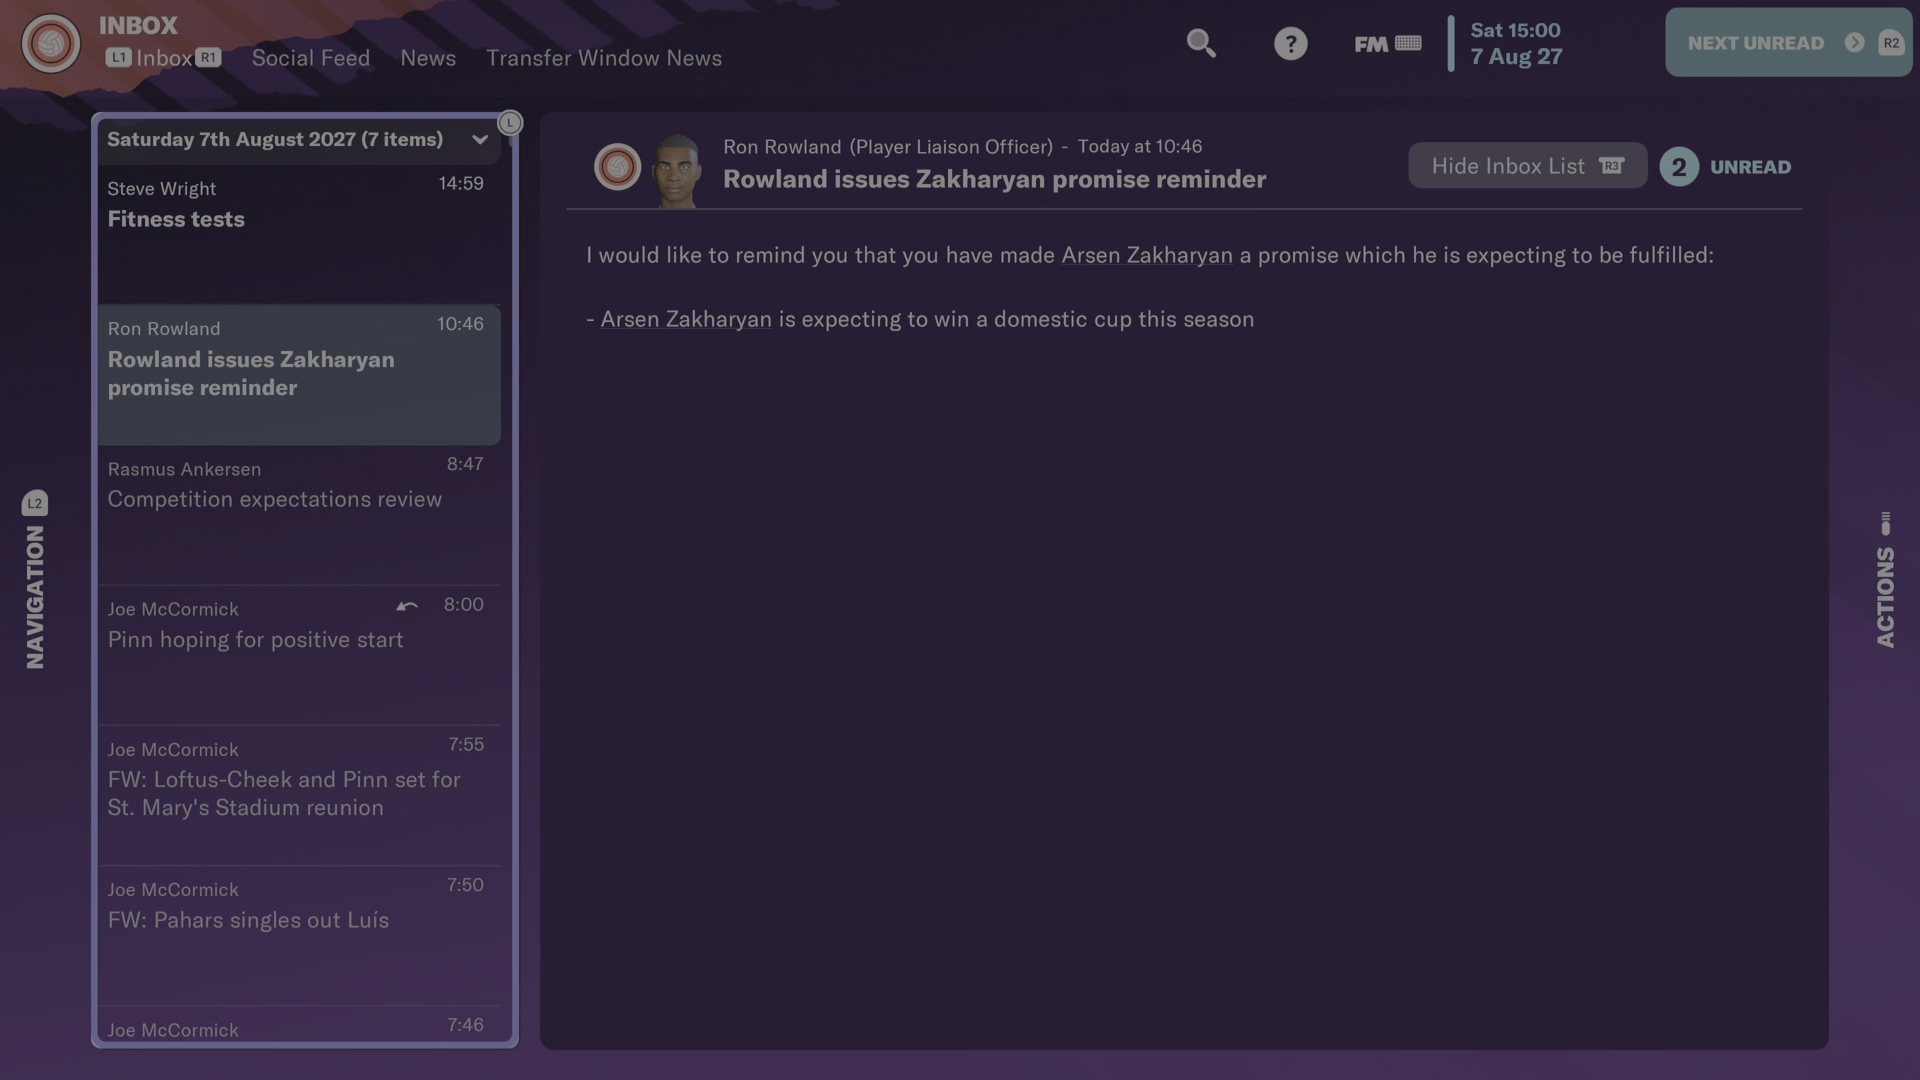 INBOX
L1 Inbox R1 Social Feed News Transfer Window News
?
FM
Sat 15:00
7 Aug 27
NEXT UNREAD R2
Saturday 7th August 2027 (7 items)
L
Steve Wright 14:59
Fitness tests
Ron Rowland 10:46
Rowland issues Zakharyan
promise reminder
Rasmus Ankersen 8:47
Competition expectations review
Joe McCormick 8:00
Pinn hoping for positive start
Joe McCormick 7:55
FW: Loftus-Cheek and Pinn set for
St. Mary's Stadium reunion
Joe McCormick 7:50
FW: Pahars singles out Luís
Joe McCormick 7:46
Ron Rowland (Player Liaison Officer) - Today at 10:46
Rowland issues Zakharyan promise reminder
Hide Inbox List R3
2 UNREAD
I would like to remind you that you have made Arsen Zakharyan a promise which he is expecting to be fulfilled:
- Arsen Zakharyan is expecting to win a domestic cup this season
NAVIGATION L2
ACTIONS